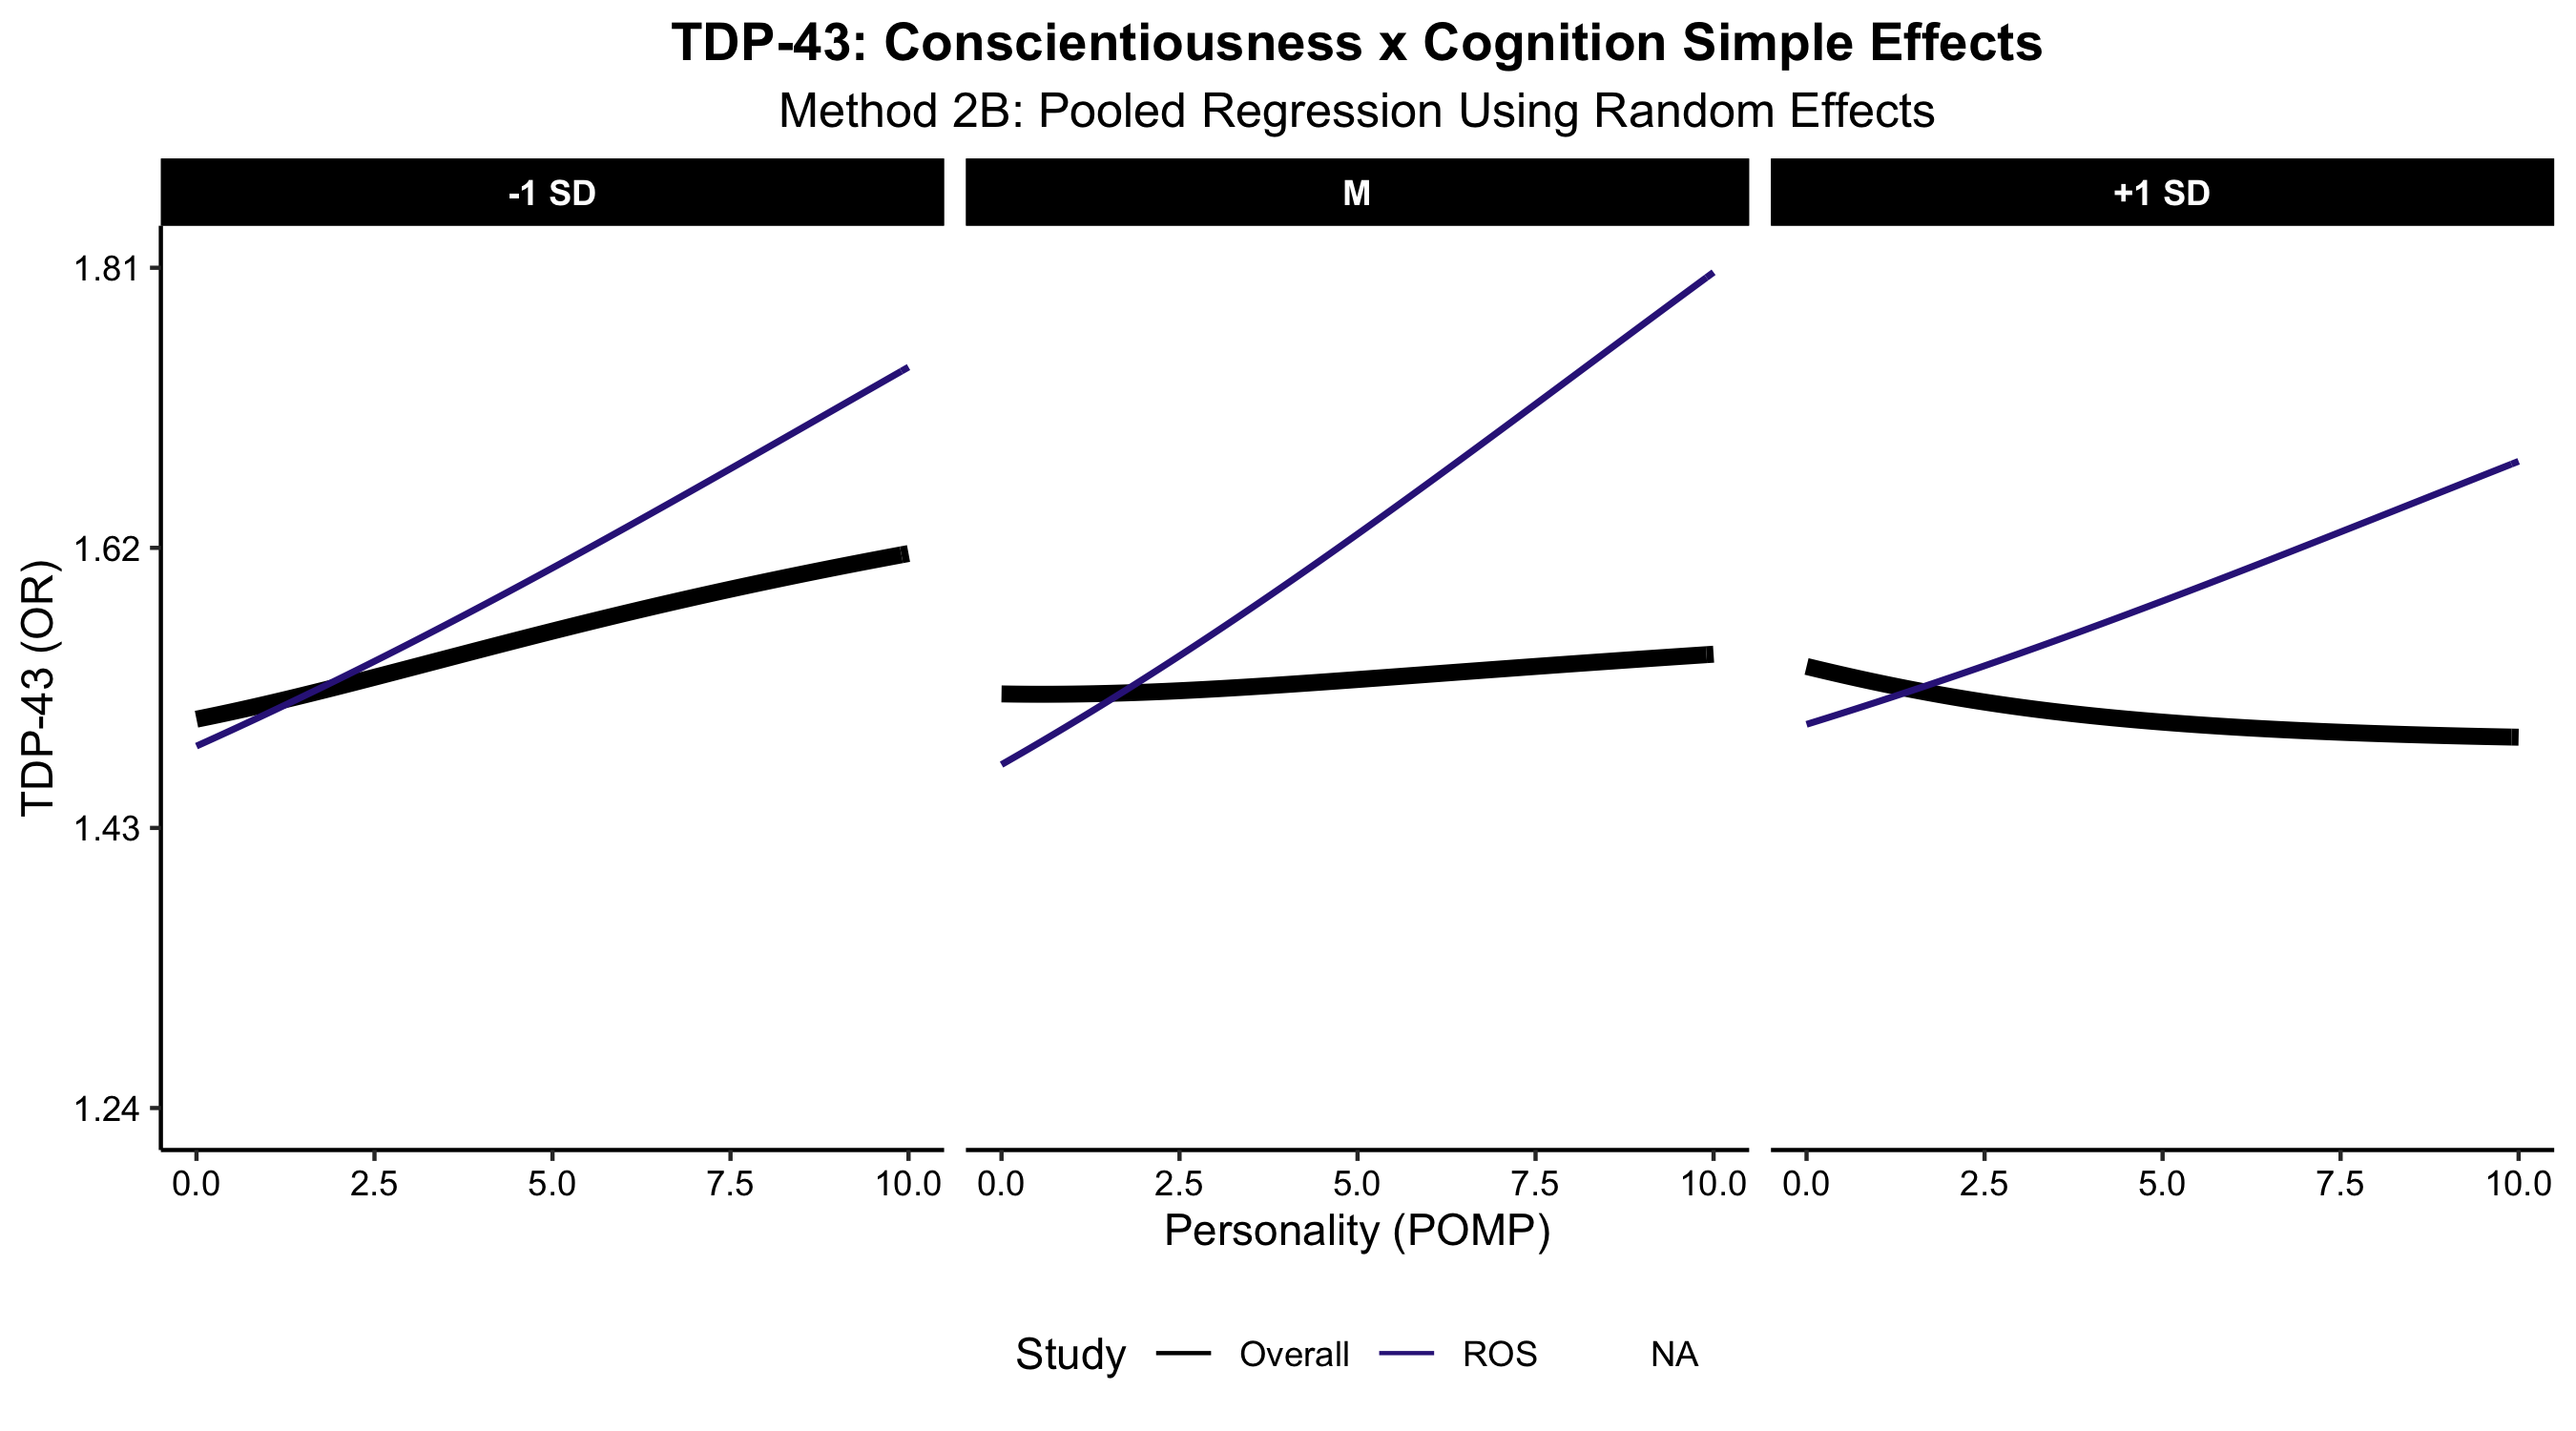 TDP-43: Conscientiousness x Cognition Simple Effects
Method 2B: Pooled Regression Using Random Effects
-1 SD M +1 SD
TDP-43 (OR)
1.81
1.62
1.43
1.24
0.0 2.5 5.0 7.5 10.0 0.0 2.5 5.0 7.5 10.0 0.0 2.5 5.0 7.5 10.0
Personality (POMP)
Study Overall ROS NA